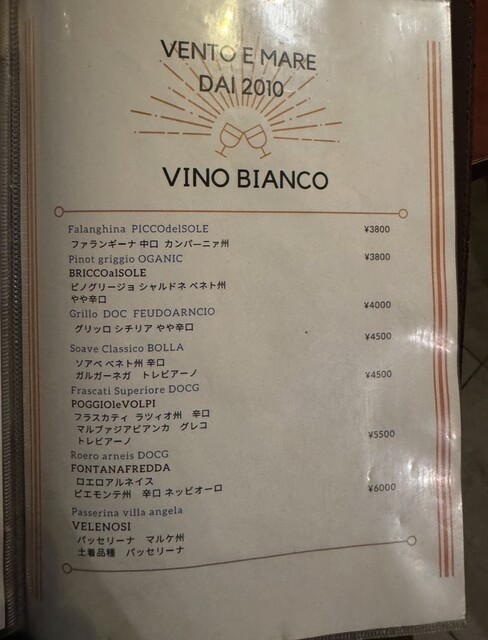 VENTO E MARE
DAI 2010
VINO BIANCO
Falanghina PICCOdelSOLE ¥3800
ファランギーナ 中口 カンパーニァ州
Pinot griggio OGANIC ¥3800
BRICCOalSOLE
ピノグリージョ シャルドネ ベネト州
やや辛口
Grillo DOC FEUDOARNCIO ¥4000
グリッロ シチリア やや辛口
¥4500
Soave Classico BOLLA
ソアベ ベネト州 辛口
ガルガーネガ トレビアーノ ¥4500
Frascati Superiore DOCG
POGGIOleVOLPI
フラスカティ ラツィオ州 辛口
マルブァジアビアンカ グレコ
トレビアーノ ¥5500
Roero arneis DOCG
FONTANAFREDDA
ロエロアルネイス
ピエモンテ州 辛口 ネッビオーロ ¥6000
Passerina villa angela
VELENOSI
パッセリーナ マルケ州
土着品種 パッセリーナ